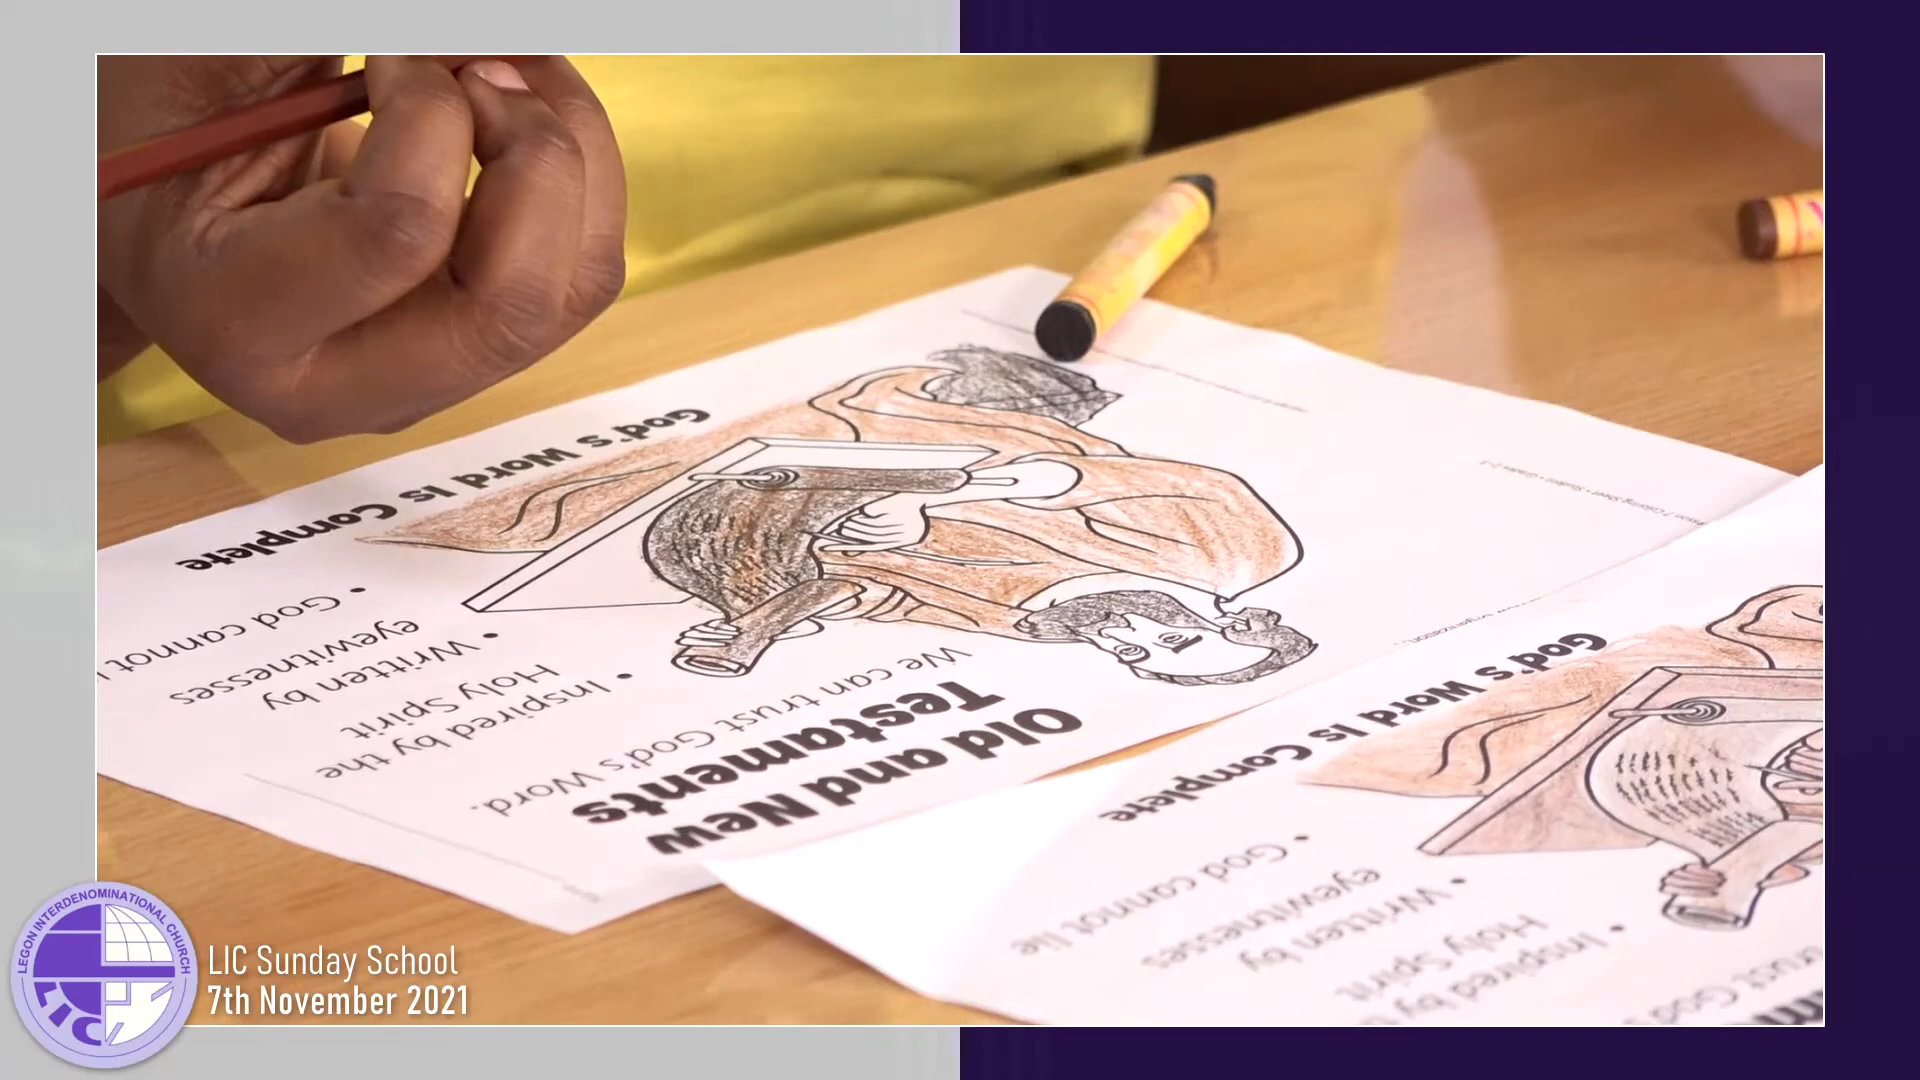 Old and New
Testaments
We can trust God's Word.
• Inspired by the
Holy Spirit
• Written by
eyewitnesses
• God cannot
God's Word Is Complete
God's Word Is Complete
• God cannot lie
• Written by
eyewitnesses
• Inspired by
Holy Spirit
LEGON INTERDENOMINATIONAL CHURCH
LIC
LIC Sunday School
7th November 2021